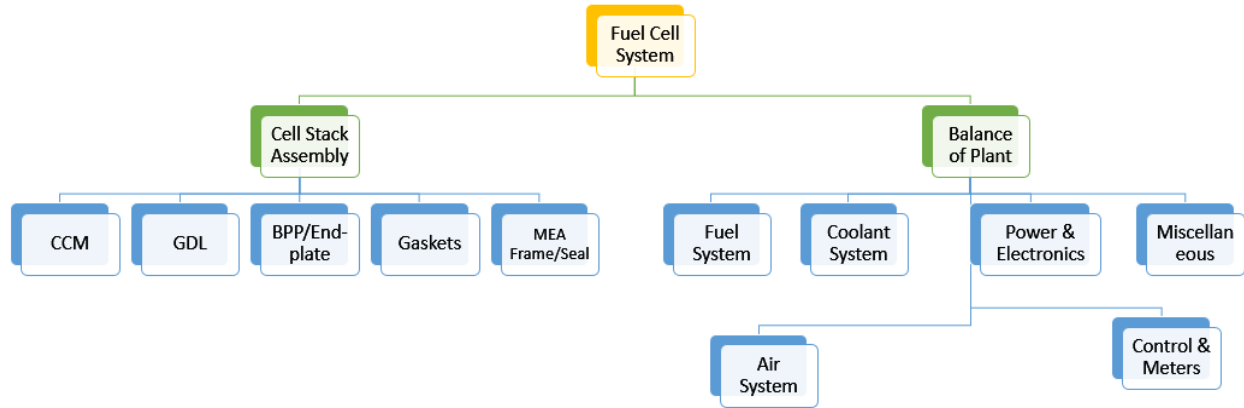 Fuel Cell
System
Cell Stack
Assembly
Balance
of Plant
CCM
GDL
BPP/End-
plate
Gaskets
MEA
Frame/Seal
Fuel
System
Coolant
System
Power &
Electronics
Miscellan
eous
Air
System
Control &
Meters